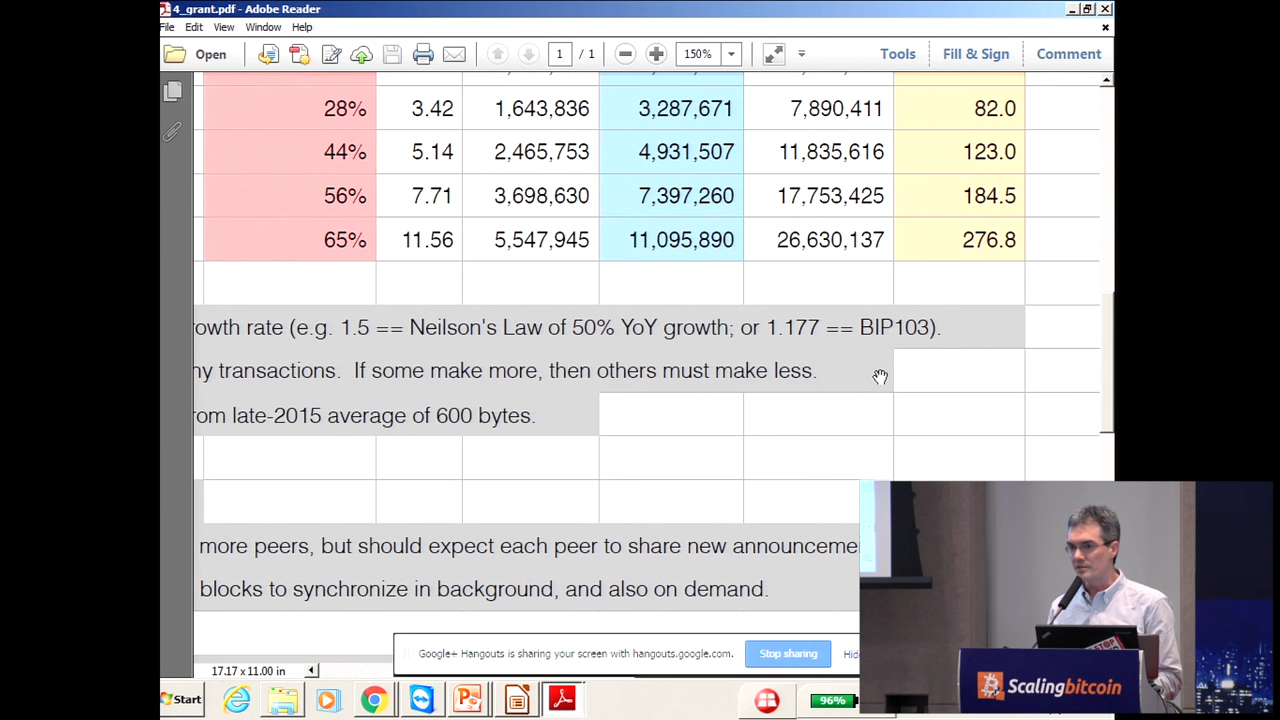 4_grant.pdf - Adobe Reader
File Edit View Window Help
Open 1 / 1 150% Tools Fill & Sign Comment
28% 3.42 1,643,836 3,287,671 7,890,411 82.0
44% 5.14 2,465,753 4,931,507 11,835,616 123.0
56% 7.71 3,698,630 7,397,260 17,753,425 184.5
65% 11.56 5,547,945 11,095,890 26,630,137 276.8
rowth rate (e.g. 1.5 == Neilson's Law of 50% YoY growth; or 1.177 == BIP103).
ny transactions. If some make more, then others must make less.
rom late-2015 average of 600 bytes.
more peers, but should expect each peer to share new announceme
blocks to synchronize in background, and also on demand.
Google+ Hangouts is sharing your screen with hangouts.google.com. Stop sharing Hide
17.17 x 11.00 in
Start 96%
Scalingbitcoin